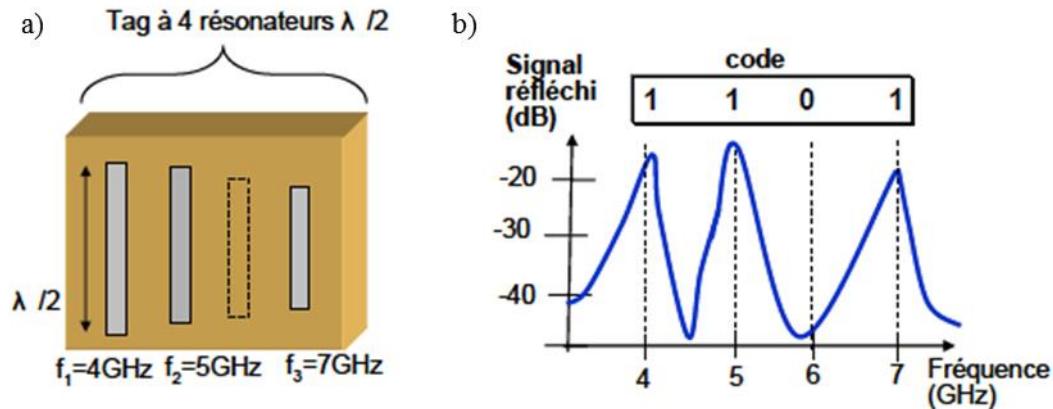 a)
Tag à 4 résonateurs λ /2
λ /2
f₁=4GHz f₂=5GHz f₃=7GHz
b)
Signal
réfléchi
(dB)
code
1 1 0 1
-20
-30
-40
4 5 6 7
Fréquence
(GHz)